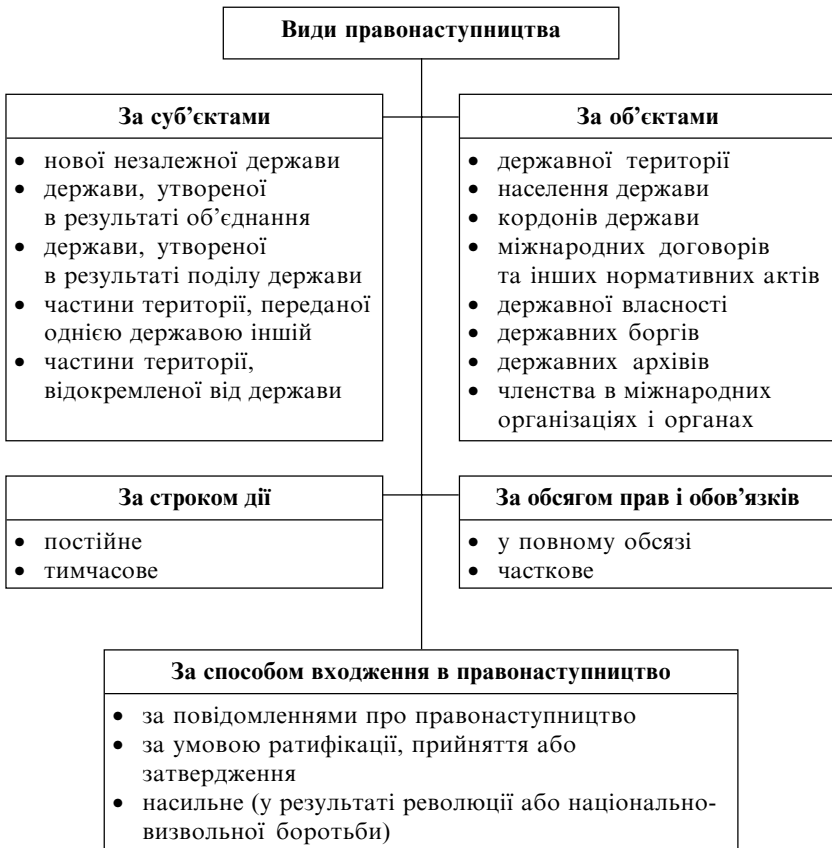 Види правонаступництва
За суб’єктами
• нової незалежної держави
• держави, утвореної
в результаті об’єднання
• держави, утвореної
в результаті поділу держави
• частини території, переданої
однією державою іншій
• частини території,
відокремленої від держави
За об’єктами
• державної території
• населення держави
• кордонів держави
• міжнародних договорів
та інших нормативних актів
• державної власності
• державних боргів
• державних архівів
• членства в міжнародних
організаціях і органах
За строком дії
• постійне
• тимчасове
За обсягом прав і обов’язків
• у повному обсязі
• часткове
За способом входження в правонаступництво
• за повідомленнями про правонаступництво
• за умовою ратифікації, прийняття або
затвердження
• насильне (у результаті революції або національно-
визвольної боротьби)